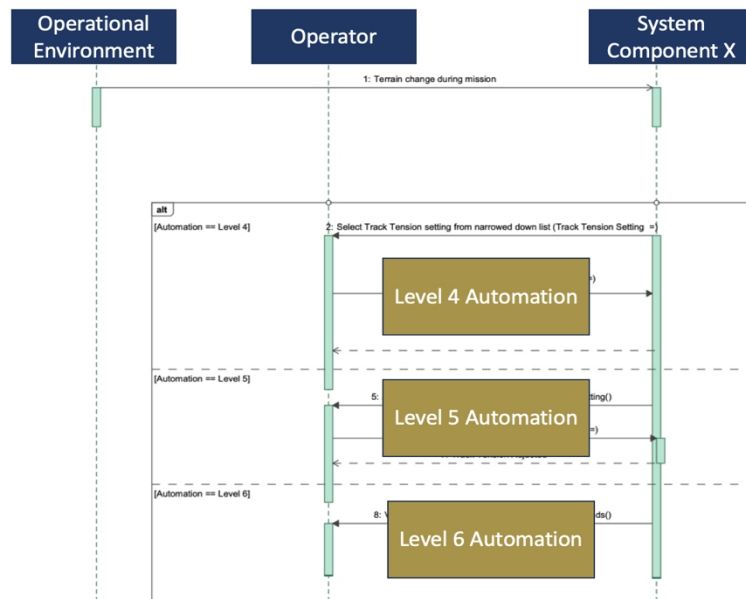 Operational
Environment
Operator
System
Component X
1: Terrain change during mission
alt
[Automation == Level 4]
2: Select Track Tension setting from narrowed down list (Track Tension Setting =)
=)
Level 4 Automation
[Automation == Level 5]
5:
tting()
Level 5 Automation
=)
[Automation == Level 6]
8:
ds()
Level 6 Automation